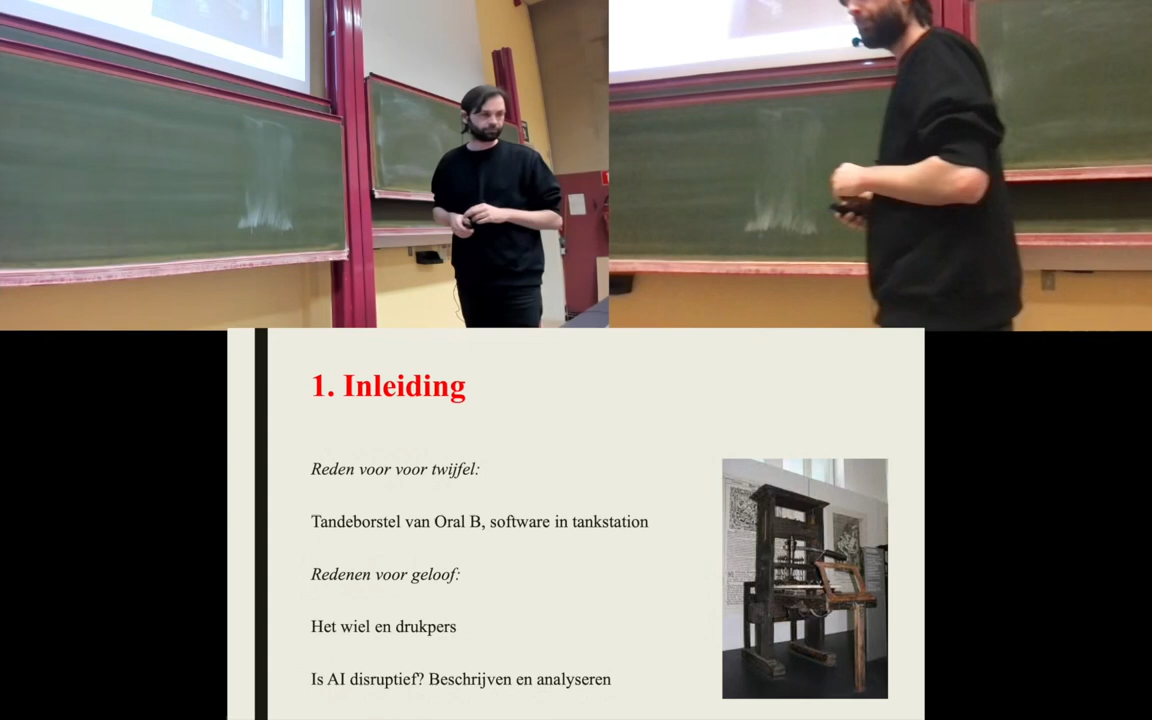 1. Inleiding
Reden voor voor twijfel:
Tandeborstel van Oral B, software in tankstation
Redenen voor geloof:
Het wiel en drukpers
Is AI disruptief? Beschrijven en analyseren